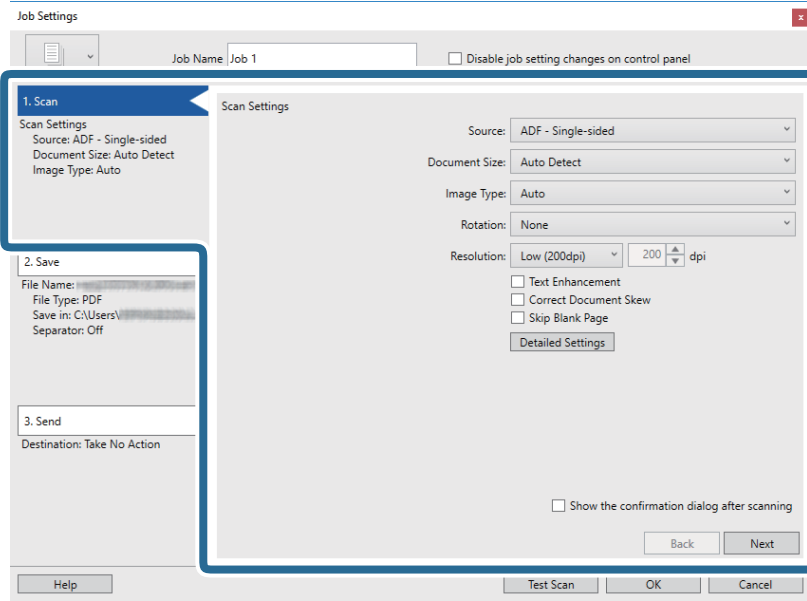 Job Settings
x
Job Name Job 1
Disable job setting changes on control panel
1. Scan
Scan Settings
Source: ADF - Single-sided
Document Size: Auto Detect
Image Type: Auto
2. Save
File Name:
File Type: PDF
Save in: C:\Users\
Separator: Off
3. Send
Destination: Take No Action
Scan Settings
Source: ADF - Single-sided
Document Size: Auto Detect
Image Type: Auto
Rotation: None
Resolution: Low (200dpi) 200 dpi
Text Enhancement
Correct Document Skew
Skip Blank Page
Detailed Settings
Show the confirmation dialog after scanning
Back Next
Help Test Scan OK Cancel